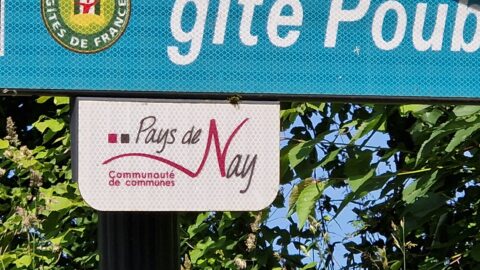 GÎTES DE FRANCE
gîte Poub
Pays de Nay
Communauté
de communes